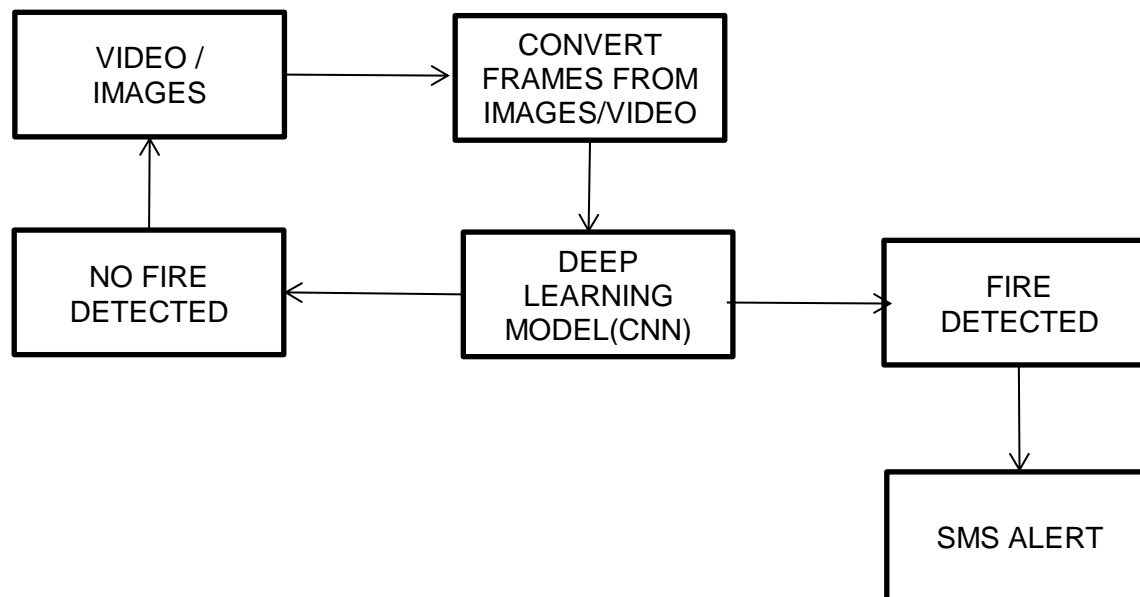 VIDEO /
IMAGES
CONVERT
FRAMES FROM
IMAGES/VIDEO
NO FIRE
DETECTED
DEEP
LEARNING
MODEL(CNN)
FIRE
DETECTED
SMS ALERT